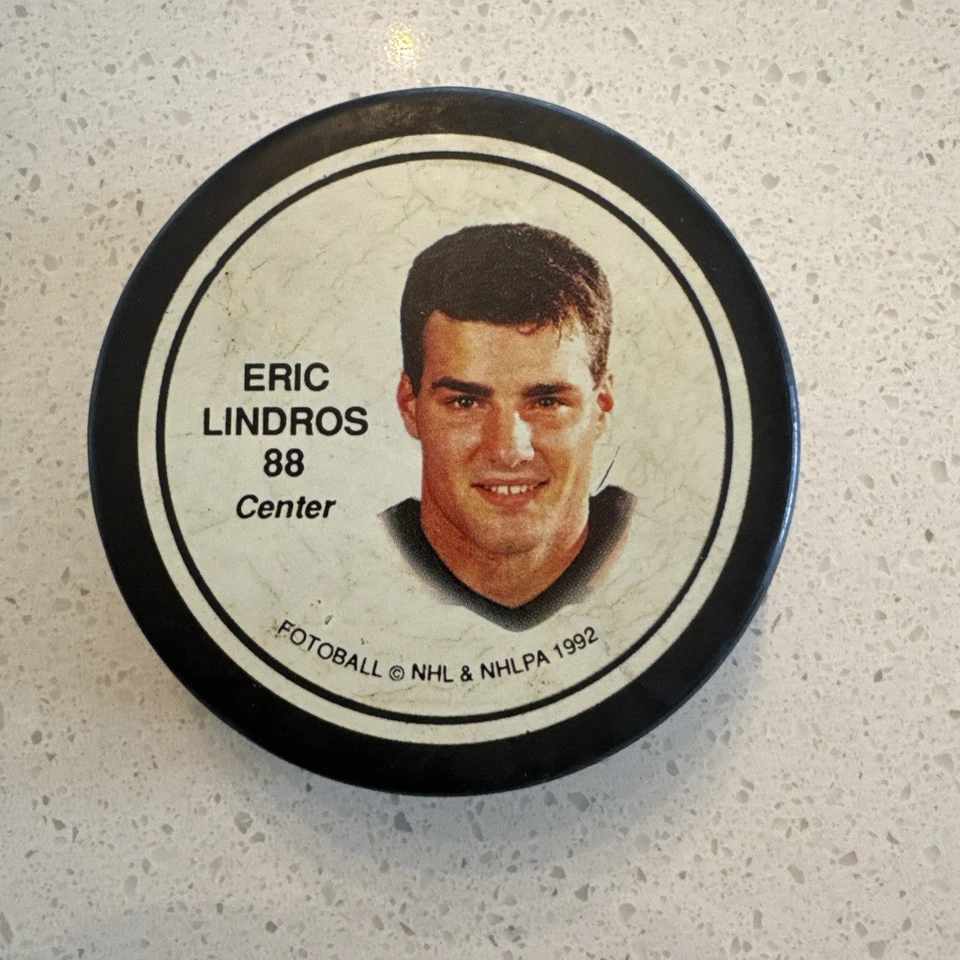 ERIC
LINDROS
88
Center
FOTOBALL © NHL & NHLPA 1992